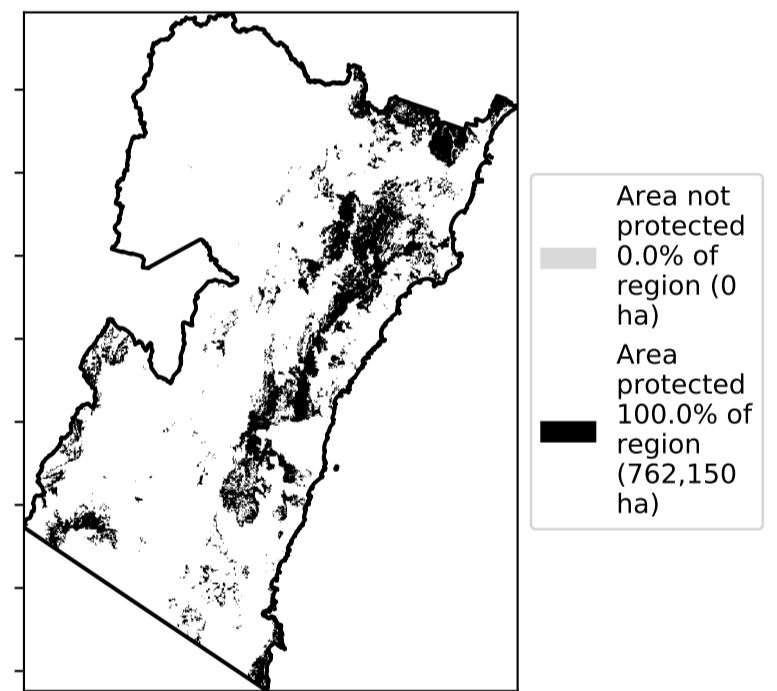 Area not
protected
0.0% of
region (0
ha)
Area
protected
100.0% of
region
(762,150
ha)